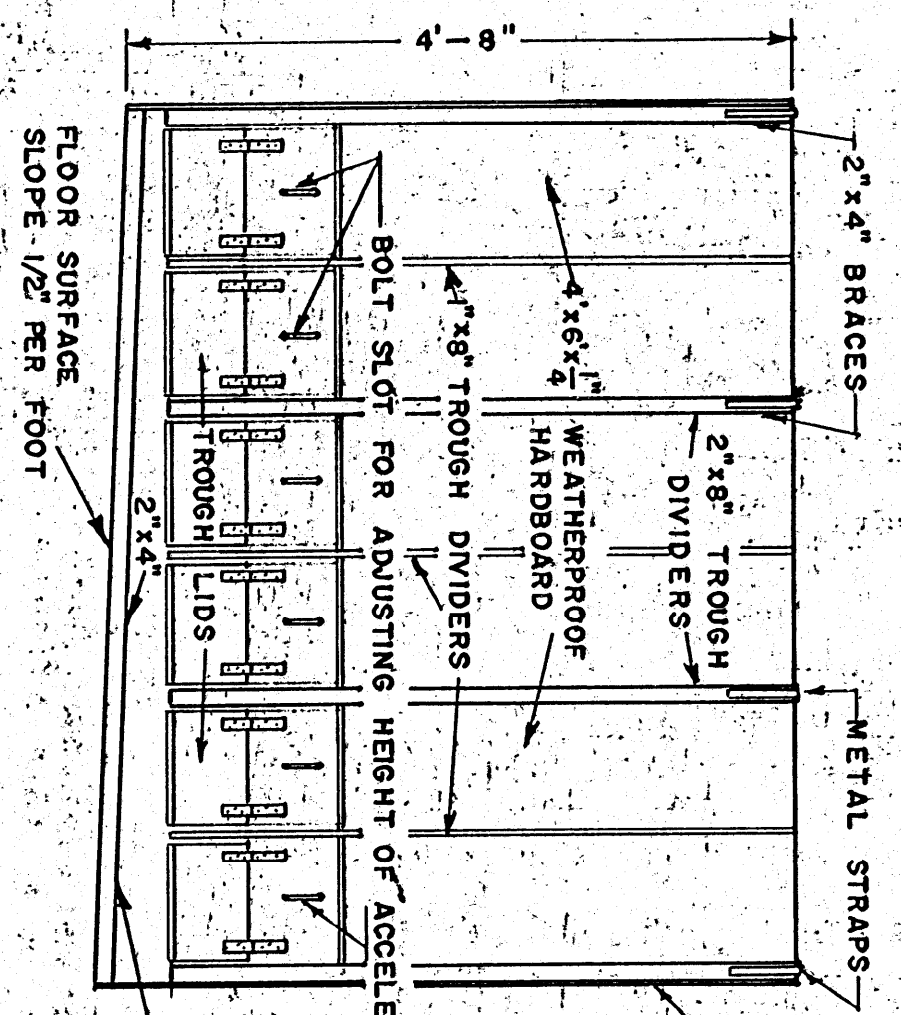 4'-8"
2"x4" BRACES
METAL STRAPS
2"x8" TROUGH
DIVIDERS
4'x6'x1/4"
WEATHERPROOF
HARDBOARD
1"x8" TROUGH DIVIDERS
BOLT SLOT FOR ADJUSTING HEIGHT OF ACCELE
TROUGH LIDS
2"x4"
FLOOR SURFACE
SLOPE-1/2" PER FOOT